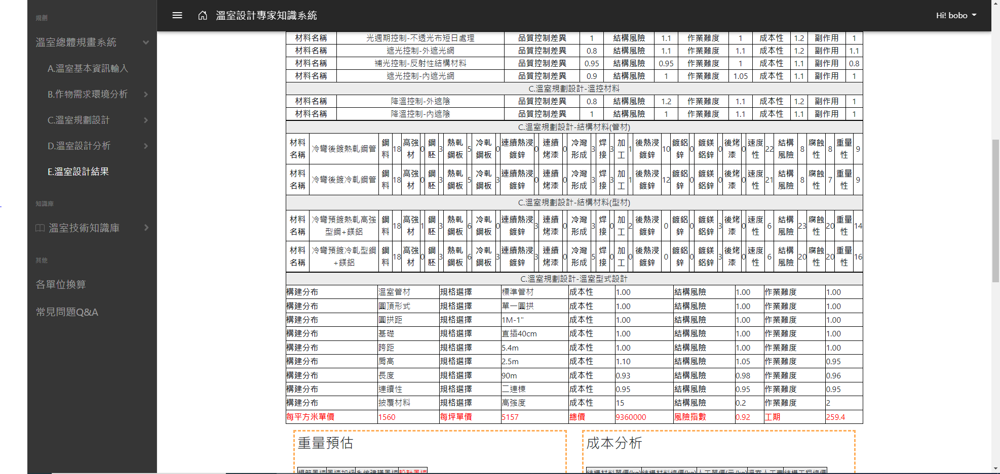 規劃
溫室總體規畫系統
A.溫室基本資訊輸入
B.作物需求環境分析
C.溫室規劃設計
D.溫室設計分析
E.溫室設計結果
知識庫
溫室技術知識庫
其他
各單位換算
常見問題Q&A
溫室設計專家知識系統
Hi! bobo
材料名稱 光週期控制-不透光布短日處理 品質控制差異 1 結構風險 1.1 作業難度 1 成本性 1.2 副作用 1
材料名稱 遮光控制-外遮光網 品質控制差異 0.8 結構風險 1.1 作業難度 1.1 成本性 1.2 副作用 1.1
材料名稱 補光控制-反射性結構材料 品質控制差異 0.95 結構風險 0.95 作業難度 1 成本性 1.1 副作用 0.8
材料名稱 遮光控制-內遮光網 品質控制差異 0.9 結構風險 1 作業難度 1.05 成本性 1.1 副作用 1
C.溫室規劃設計-溫控材料
材料名稱 降溫控制-外遮陰 品質控制差異 0.8 結構風險 1.2 作業難度 1.1 成本性 1.2 副作用 1
材料名稱 降溫控制-內遮陰 品質控制差異 1 結構風險 1 作業難度 1.1 成本性 1.1 副作用 1
C.溫室規劃設計-結構材料(管材)
材料名稱 冷彎後鍍熱軋鋼管 鋼料 18 高強材 0 鋼胚 3 熱軋鋼板 5 冷軋鋼板 0 連續熱浸鍍鋅 0 連續烤漆 0 冷灣形成 3 焊接 3 加工 1 後熱浸鍍鋅 10 鍍鋁鋅 0 鍍鎂鋁鋅 0 後烤漆 0 速度性 22 結構風險 8 腐蝕性 8 重量性 9
材料名稱 冷彎後鍍冷軋鋼管 鋼料 18 高強材 0 鋼胚 3 熱軋鋼板 5 冷軋鋼板 3 連續熱浸鍍鋅 0 連續烤漆 0 冷灣形成 3 焊接 3 加工 1 後熱浸鍍鋅 12 鍍鋁鋅 0 鍍鎂鋁鋅 0 後烤漆 0 速度性 21 結構風險 8 腐蝕性 7 重量性 9
C.溫室規劃設計-結構材料(型材)
材料名稱 冷彎預鍍熱軋高強型鋼+鎂鋁 鋼料 18 高強材 1 鋼胚 3 熱軋鋼板 6 冷軋鋼板 0 連續熱浸鍍鋅 3 連續烤漆 0 冷灣形成 3 焊接 0 加工 2 後熱浸鍍鋅 0 鍍鋁鋅 0 鍍鎂鋁鋅 3 後烤漆 0 速度性 6 結構風險 23 腐蝕性 20 重量性 14
材料名稱 冷彎預鍍冷軋型鋼+鎂鋁 鋼料 18 高強材 0 鋼胚 3 熱軋鋼板 6 冷軋鋼板 3 連續熱浸鍍鋅 3 連續烤漆 0 冷灣形成 5 焊接 0 加工 0 後熱浸鍍鋅 0 鍍鋁鋅 0 鍍鎂鋁鋅 3 後烤漆 0 速度性 6 結構風險 20 腐蝕性 20 重量性 16
C.溫室規劃設計-溫室型式設計
構建分布 溫室管材 規格選擇 標準管材 成本性 1.00 結構風險 1.00 作業難度 1.00
構建分布 圓頂形式 規格選擇 單一圓拱 成本性 1.00 結構風險 1.00 作業難度 1.00
構建分布 圓拱距 規格選擇 1M-1" 成本性 1.00 結構風險 1.00 作業難度 1.00
構建分布 基礎 規格選擇 直插40cm 成本性 1.00 結構風險 1.00 作業難度 1.00
構建分布 跨距 規格選擇 5.4m 成本性 1.00 結構風險 1.00 作業難度 1.00
構建分布 肩高 規格選擇 2.5m 成本性 1.10 結構風險 1.05 作業難度 0.95
構建分布 長度 規格選擇 90m 成本性 0.93 結構風險 0.98 作業難度 0.96
構建分布 連續性 規格選擇 二連棟 成本性 0.95 結構風險 0.95 作業難度 0.95
構建分布 披覆材料 規格選擇 高強度 成本性 15 結構風險 0.2 作業難度 2
每平方米單價 1560 每坪單價 5157 總價 9360000 風險指數 0.92 工期 259.4
重量預估
成本分析